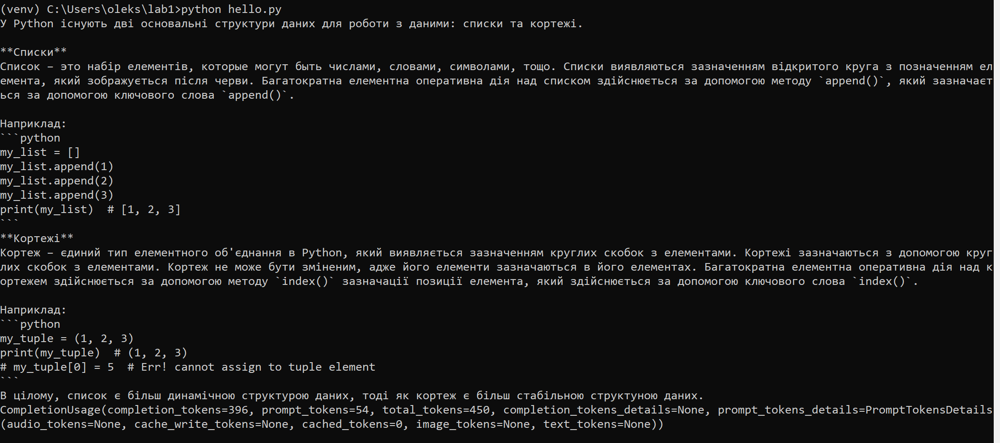 (venv) C:\Users\oleks\lab1>python hello.py
У Python існують дві основальні структури даних для роботи з даними: списки та кортежі.
**Списки**
Список – это набір елементів, которые могут быть числами, словами, символами, тощо. Списки виявляються зазначенням відкритого круга з позначенням ел
емента, який зображується після черви. Багатократна елементна оперативна дія над списком здійснюється за допомогою методу `append()`, який зазначаєт
ься за допомогою ключового слова `append()`.
Наприклад:
```python
my_list = []
my_list.append(1)
my_list.append(2)
my_list.append(3)
print(my_list)  # [1, 2, 3]
```
**Кортежі**
Кортеж – єдиний тип елементного об'єднання в Python, який виявляється зазначенням круглих скобок з елементами. Кортежі зазначаються з допомогою круг
лих скобок з елементами. Кортеж не може бути зміненим, адже його елементи зазначаються в його елементах. Багатократна елементна оперативна дія над к
ортежем здійснюється за допомогою методу `index()` зазначації позиції елемента, який здійснюється за допомогою ключового слова `index()`.
Наприклад:
```python
my_tuple = (1, 2, 3)
print(my_tuple)  # (1, 2, 3)
# my_tuple[0] = 5  # Err! cannot assign to tuple element
```
В цілому, список є більш динамічною структурою даних, тоді як кортеж є більш стабільною структуною даних.
CompletionUsage(completion_tokens=396, prompt_tokens=54, total_tokens=450, completion_tokens_details=None, prompt_tokens_details=PromptTokensDetails
(audio_tokens=None, cache_write_tokens=None, cached_tokens=0, image_tokens=None, text_tokens=None))